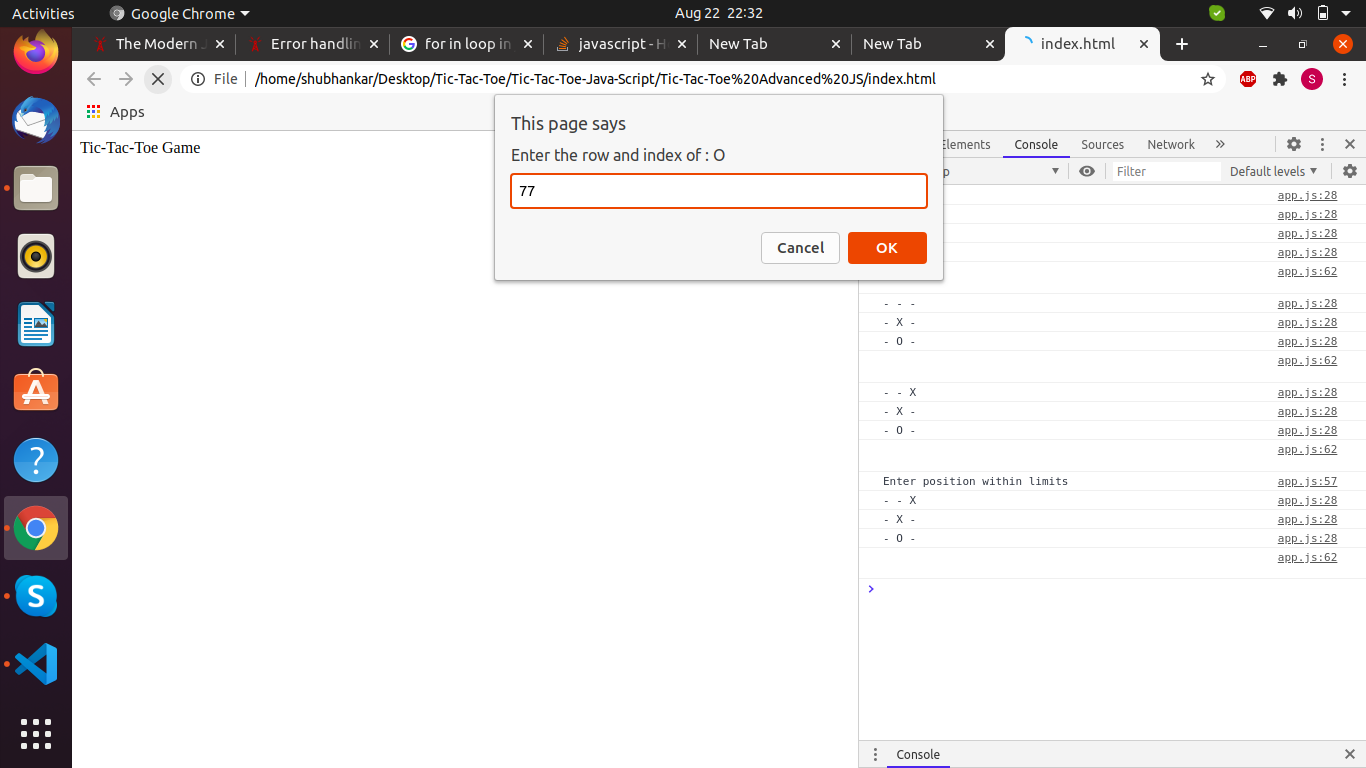 Activities
Google Chrome
Aug 22 22:32
The Modern J
Error handlin
for in loop in
javascript - H
New Tab
New Tab
index.html
File
/home/shubhankar/Desktop/Tic-Tac-Toe/Tic-Tac-Toe-Java-Script/Tic-Tac-Toe%20Advanced%20JS/index.html
ABP
S
Apps
Tic-Tac-Toe Game
This page says
Enter the row and index of : O
77
Cancel
OK
Elements
Console
Sources
Network
»
p
Filter
Default levels
app.js:28
app.js:28
app.js:28
app.js:28
app.js:62
- - - app.js:28
- X - app.js:28
- O - app.js:28
app.js:62
- - X app.js:28
- X - app.js:28
- O - app.js:28
app.js:62
Enter position within limits app.js:57
- - X app.js:28
- X - app.js:28
- O - app.js:28
app.js:62
Console